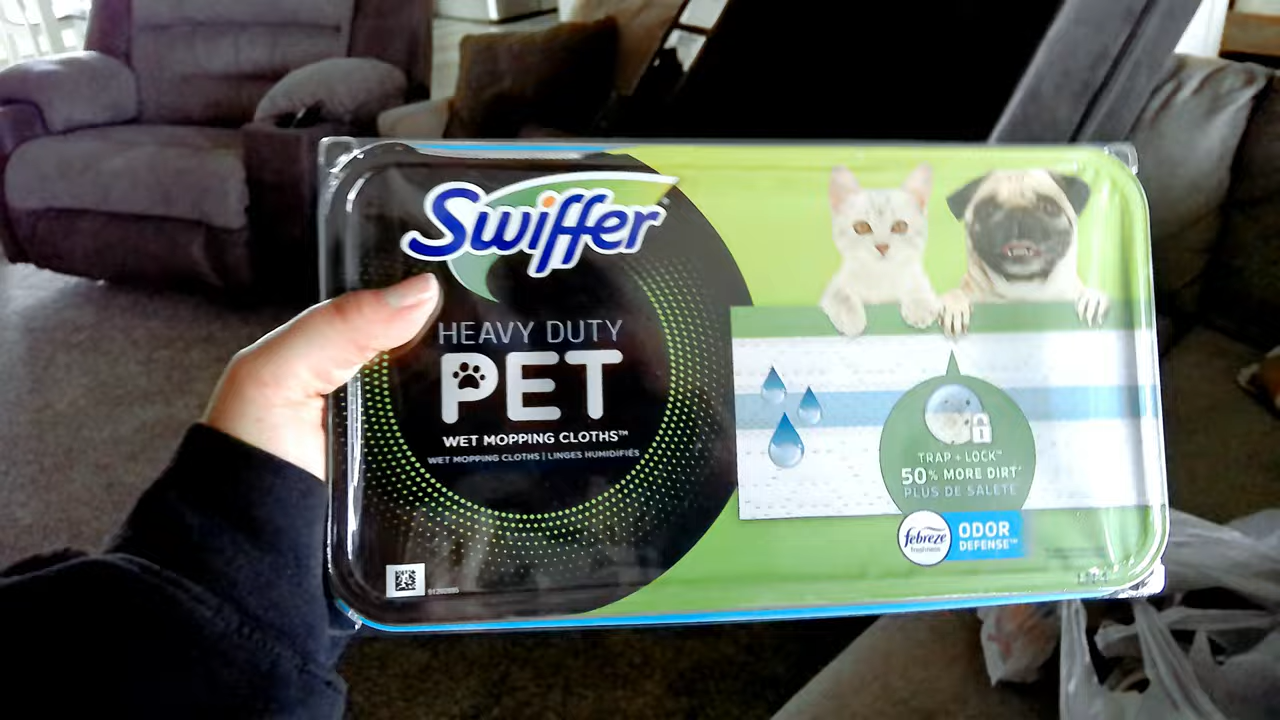 Swiffer
HEAVY DUTY
PET
WET MOPPING CLOTHS™
WET MOPPING CLOTHS | LINGES HUMIDIFIÉS
TRAP + LOCK™
50% MORE DIRT*
PLUS DE SALETÉ
febreze
freshness
ODOR
DEFENSE™